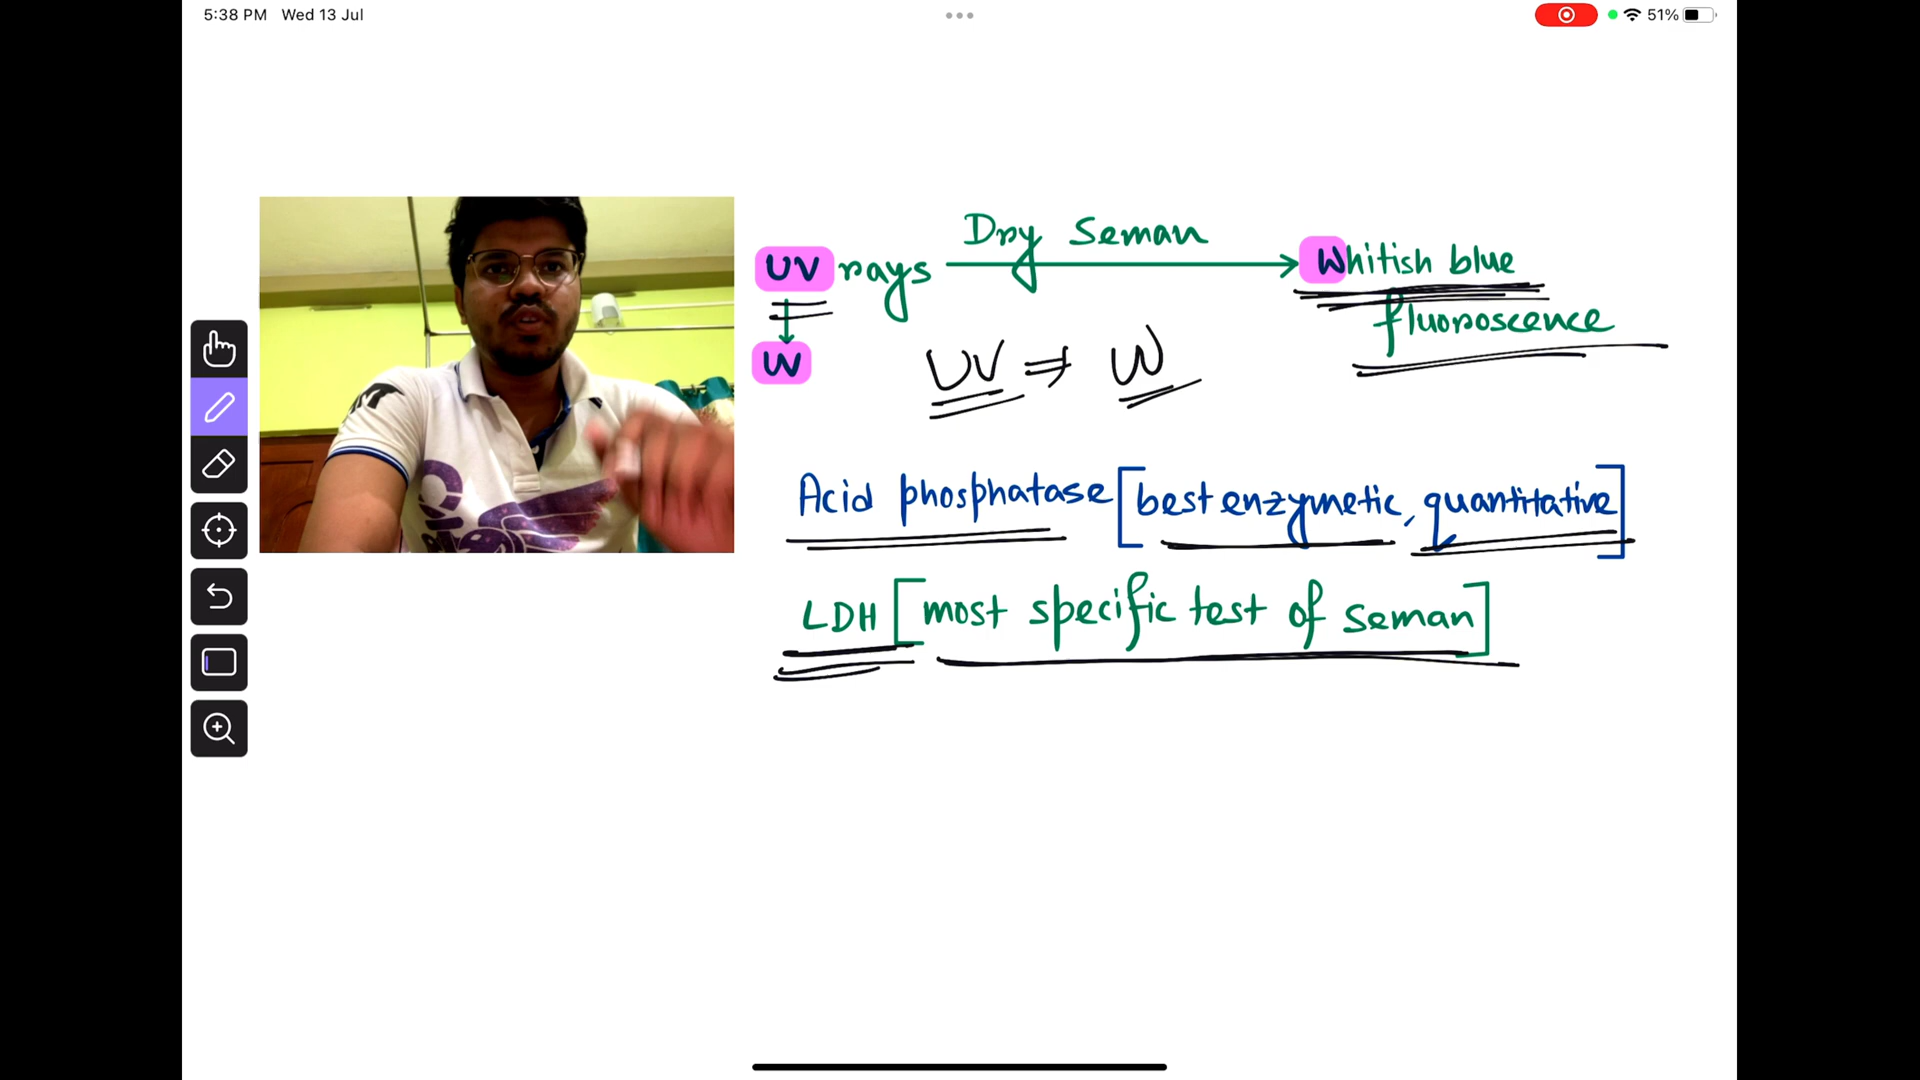 5:38 PM Wed 13 Jul
51%
UV rays Dry Seman Whitish blue
fluoroscence
W
UV ⇒ W
Acid phosphatase [best enzymetic, quantitative]
LDH [most specific test of seman]